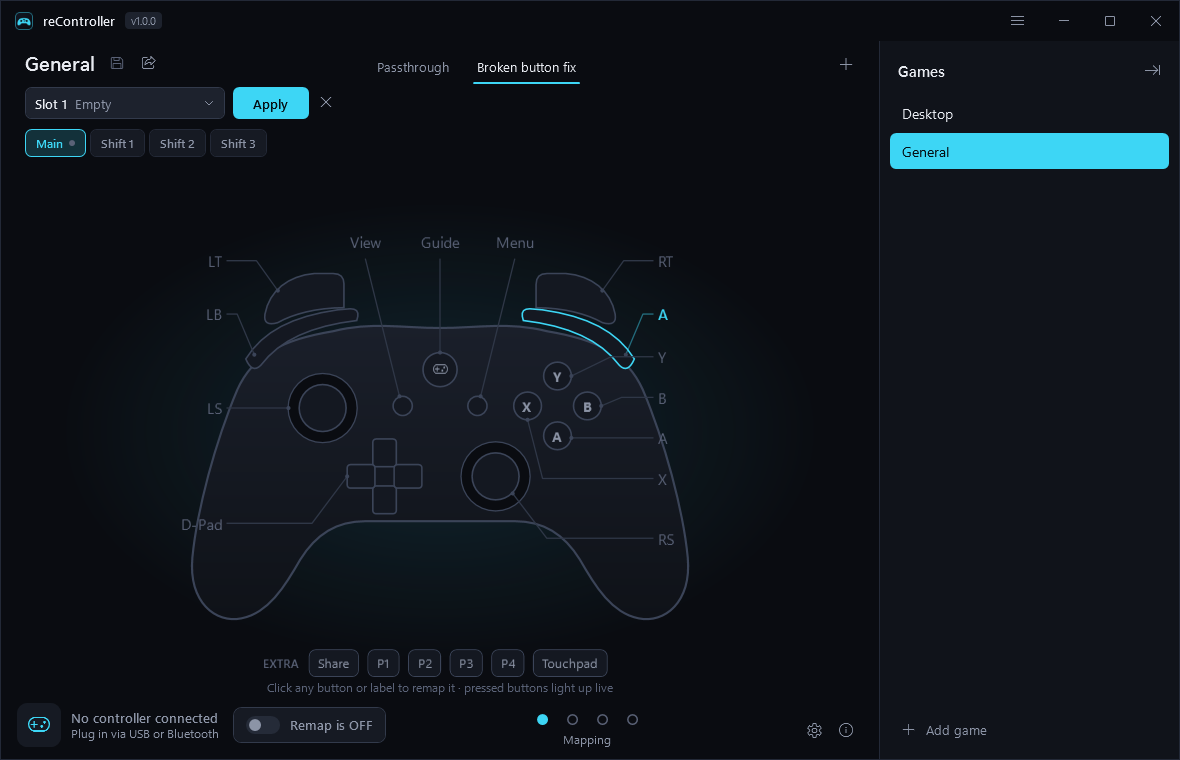 reController v1.0.0
General
Passthrough
Broken button fix
Games
Slot 1 Empty
Apply
Main
Shift 1
Shift 2
Shift 3
Desktop
General
View
Guide
Menu
LT
RT
LB
A
Y
Y
X
B
B
LS
A
A
X
D-Pad
RS
EXTRA
Share
P1
P2
P3
P4
Touchpad
Click any button or label to remap it · pressed buttons light up live
No controller connected
Plug in via USB or Bluetooth
Remap is OFF
Mapping
Add game